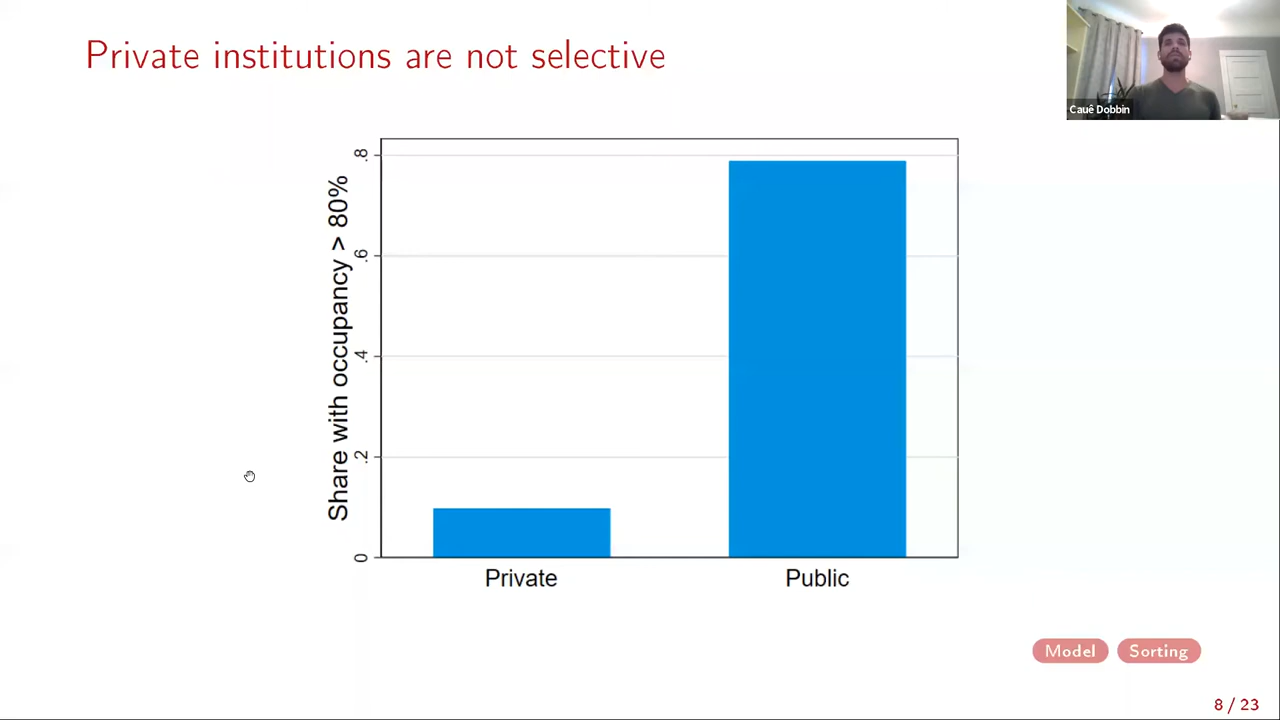 Private institutions are not selective
Cauê Dobbin
Share with occupancy > 80%
.8
.6
.4
.2
0
Private
Public
Model
Sorting
8 / 23